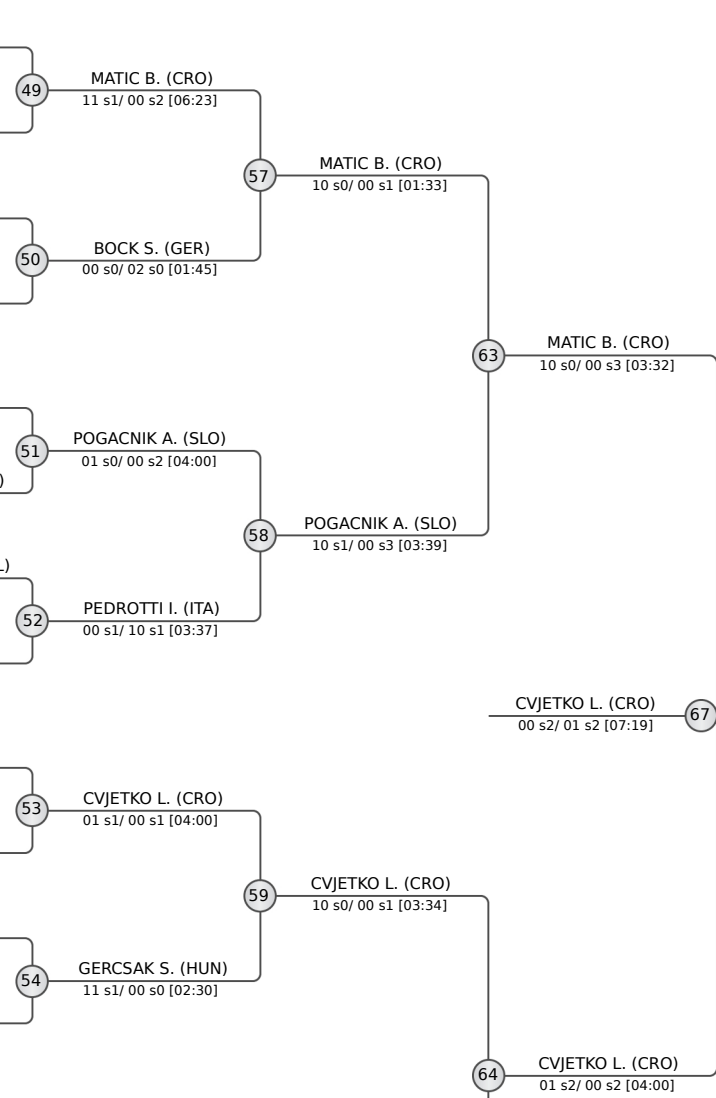 49
MATIC B. (CRO)
11 s1/ 00 s2 [06:23]
57
MATIC B. (CRO)
10 s0/ 00 s1 [01:33]
50
BOCK S. (GER)
00 s0/ 02 s0 [01:45]
63
MATIC B. (CRO)
10 s0/ 00 s3 [03:32]
51
POGACNIK A. (SLO)
01 s0/ 00 s2 [04:00]
)
58
POGACNIK A. (SLO)
10 s1/ 00 s3 [03:39]
L)
52
PEDROTTI I. (ITA)
00 s1/ 10 s1 [03:37]
CVJETKO L. (CRO)
00 s2/ 01 s2 [07:19]
67
53
CVJETKO L. (CRO)
01 s1/ 00 s1 [04:00]
59
CVJETKO L. (CRO)
10 s0/ 00 s1 [03:34]
54
GERCSAK S. (HUN)
11 s1/ 00 s0 [02:30]
64
CVJETKO L. (CRO)
01 s2/ 00 s2 [04:00]